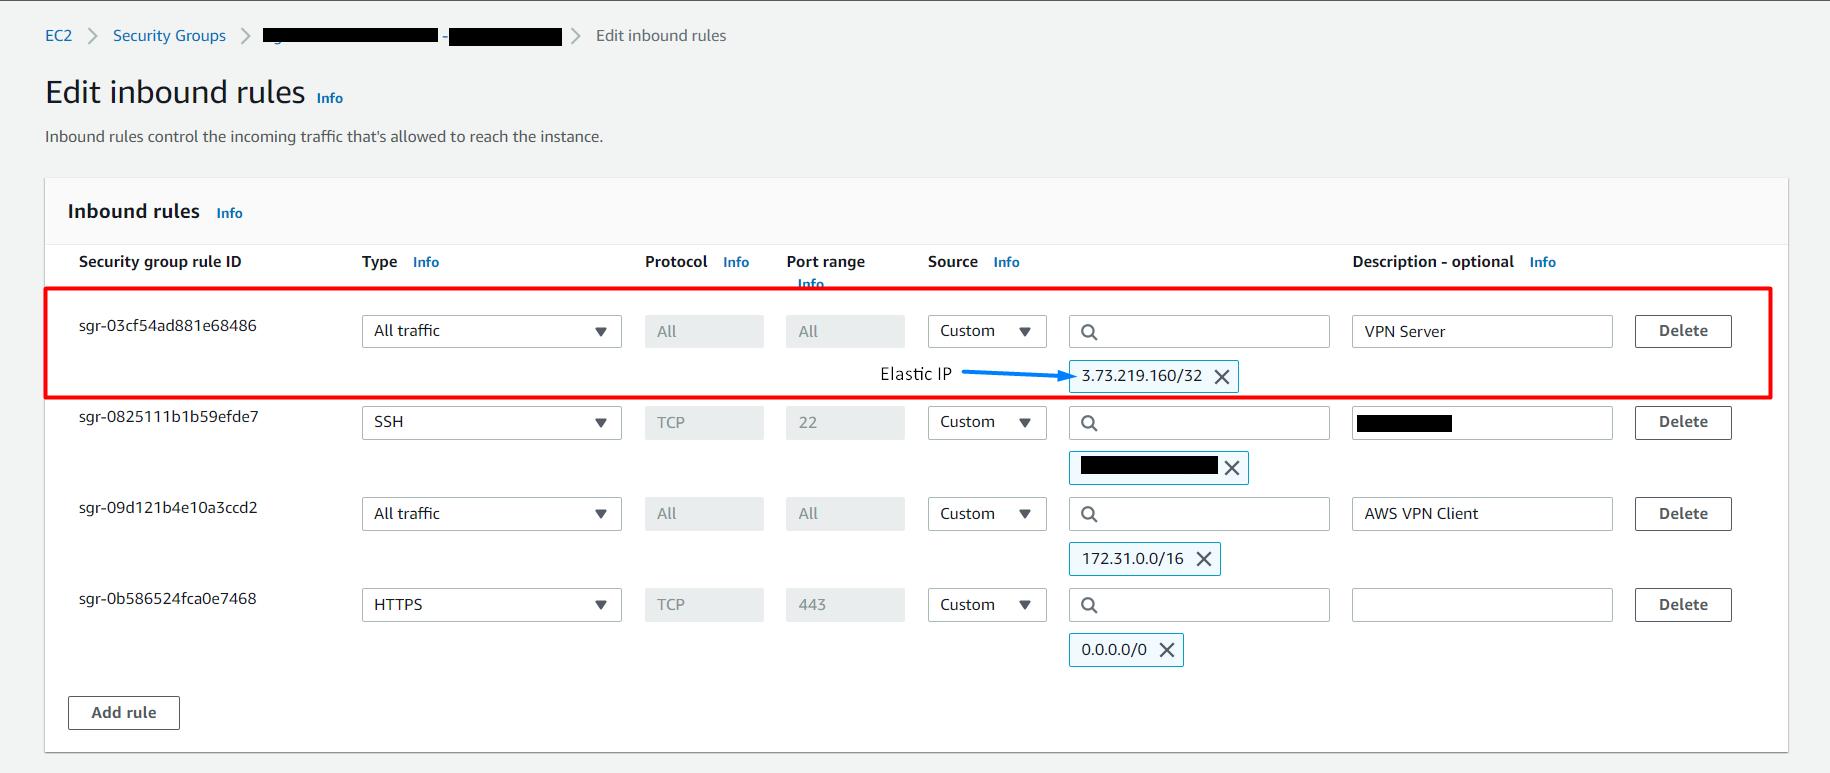 EC2 Security Groups - Edit inbound rules
Edit inbound rules Info
Inbound rules control the incoming traffic that's allowed to reach the instance.
Inbound rules Info
Security group rule ID Type Info Protocol Info Port range Info Source Info Description - optional Info
sgr-03cf54ad881e68486 All traffic All All Custom VPN Server Delete
Elastic IP 3.73.219.160/32
sgr-0825111b1b59efde7 SSH TCP 22 Custom Delete
sgr-09d121b4e10a3ccd2 All traffic All All Custom AWS VPN Client Delete
172.31.0.0/16
sgr-0b586524fca0e7468 HTTPS TCP 443 Custom Delete
0.0.0.0/0
Add rule